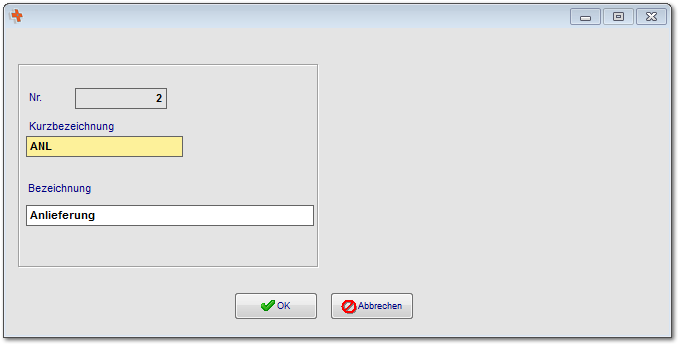 Nr. 2
Kurzbezeichnung
ANL
Bezeichnung
Anlieferung
OK Abbrechen